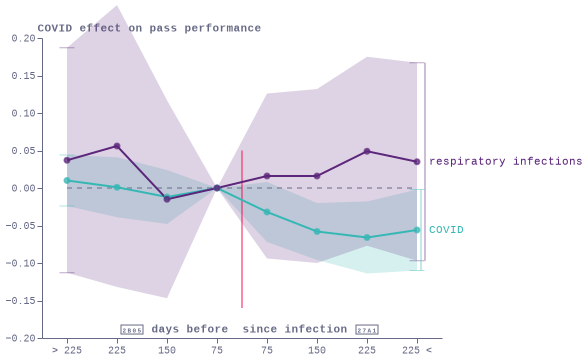 COVID effect on pass performance
0.20
0.15
0.10
0.05
0.00
−0.05
−0.10
−0.15
−0.20
respiratory infections
COVID
2B05 days before since infection 27A1
> 225 225 150 75 75 150 225 225 <